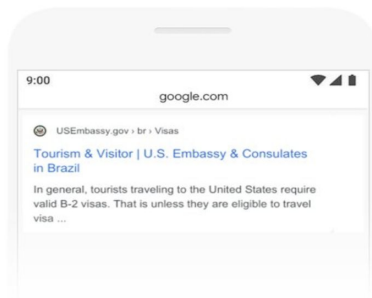 9:00
google.com
USEmbassy.gov › br › Visas
Tourism & Visitor | U.S. Embassy & Consulates
in Brazil
In general, tourists traveling to the United States require
valid B-2 visas. That is unless they are eligible to travel
visa ...